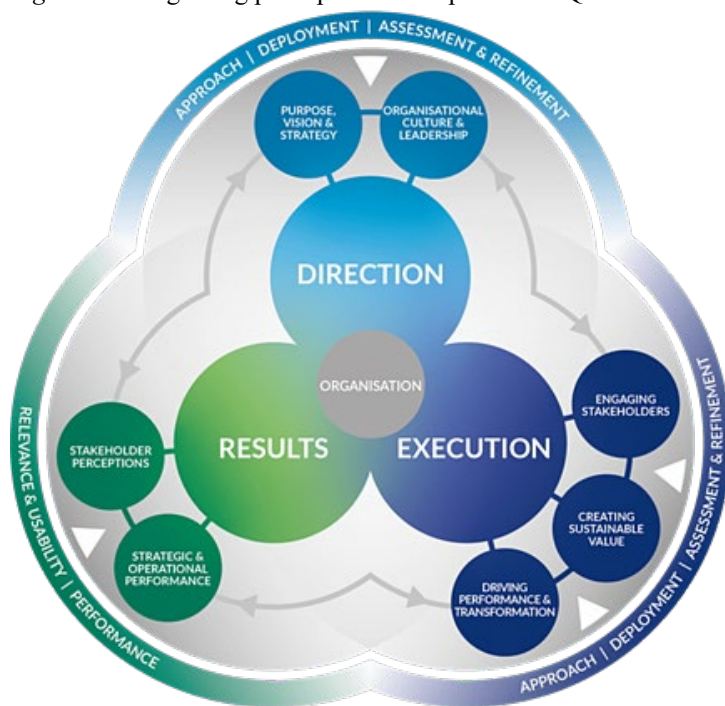 APPROACH | DEPLOYMENT | ASSESSMENT & REFINEMENT
PURPOSE,
VISION &
STRATEGY
ORGANISATIONAL
CULTURE &
LEADERSHIP
DIRECTION
ORGANISATION
RESULTS
EXECUTION
STAKEHOLDER
PERCEPTIONS
STRATEGIC &
OPERATIONAL
PERFORMANCE
ENGAGING
STAKEHOLDERS
CREATING
SUSTAINABLE
VALUE
DRIVING
PERFORMANCE &
TRANSFORMATION
RELEVANCE & USABILITY | PERFORMANCE
APPROACH | DEPLOYMENT | ASSESSMENT & REFINEMENT